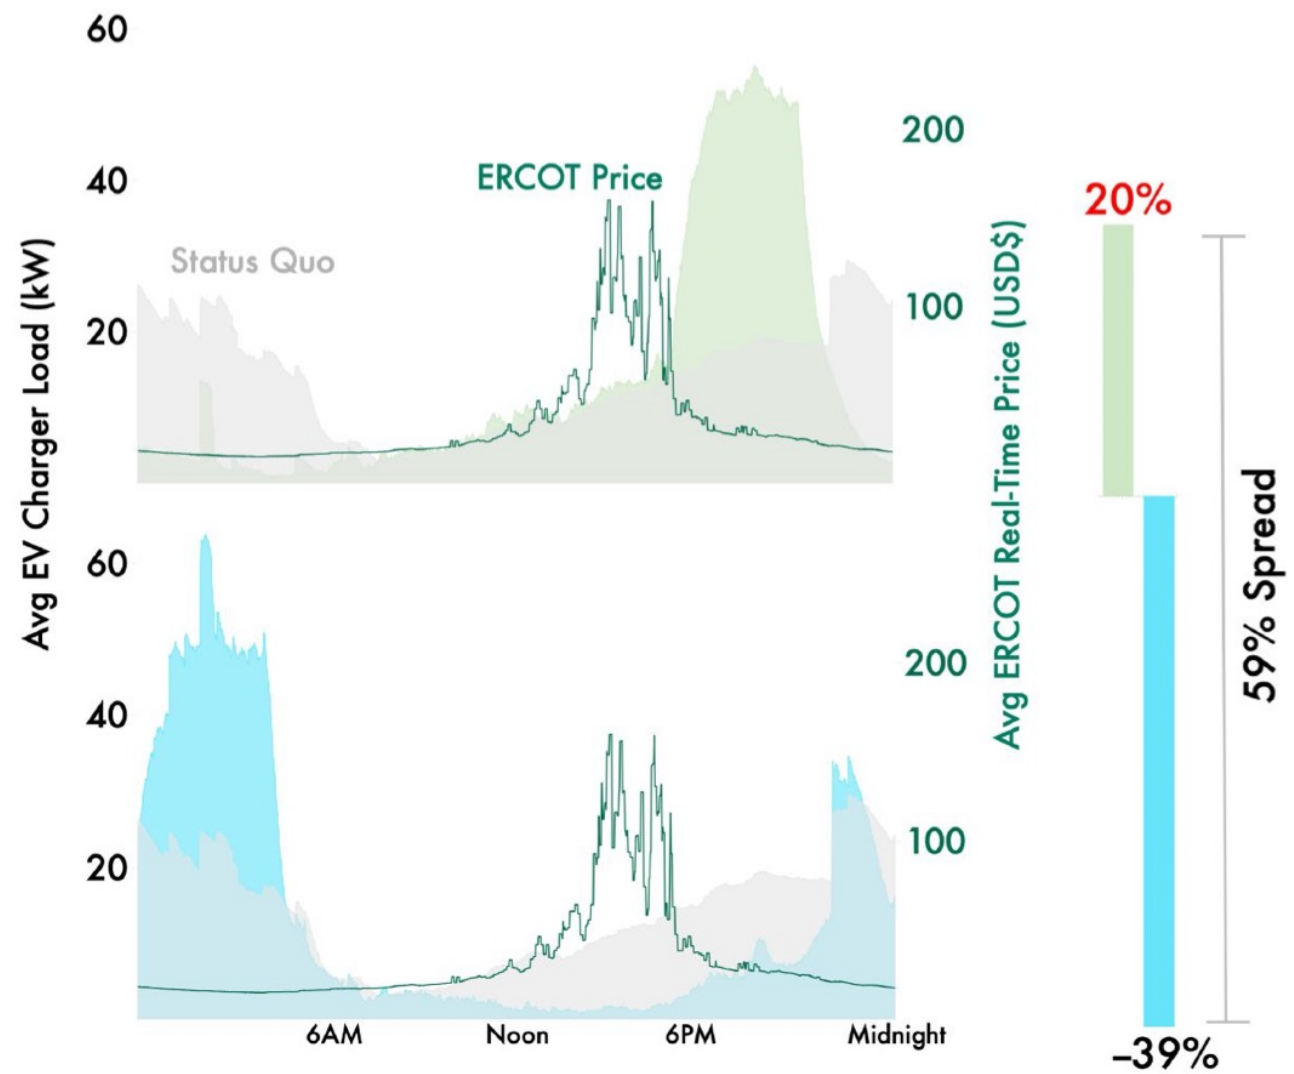 60
40
20
Avg EV Charger Load (kW)
Status Quo
ERCOT Price
200
100
Avg ERCOT Real-Time Price (USD$)
20%
59% Spread
60
40
20
200
100
6AM
Noon
6PM
Midnight
–39%